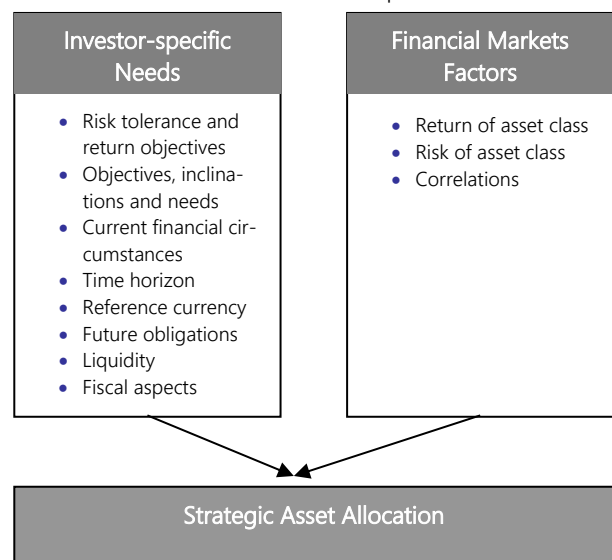 Investor-specific
Needs
• Risk tolerance and
return objectives
• Objectives, inclina-
tions and needs
• Current financial cir-
cumstances
• Time horizon
• Reference currency
• Future obligations
• Liquidity
• Fiscal aspects
Financial Markets
Factors
• Return of asset class
• Risk of asset class
• Correlations
Strategic Asset Allocation